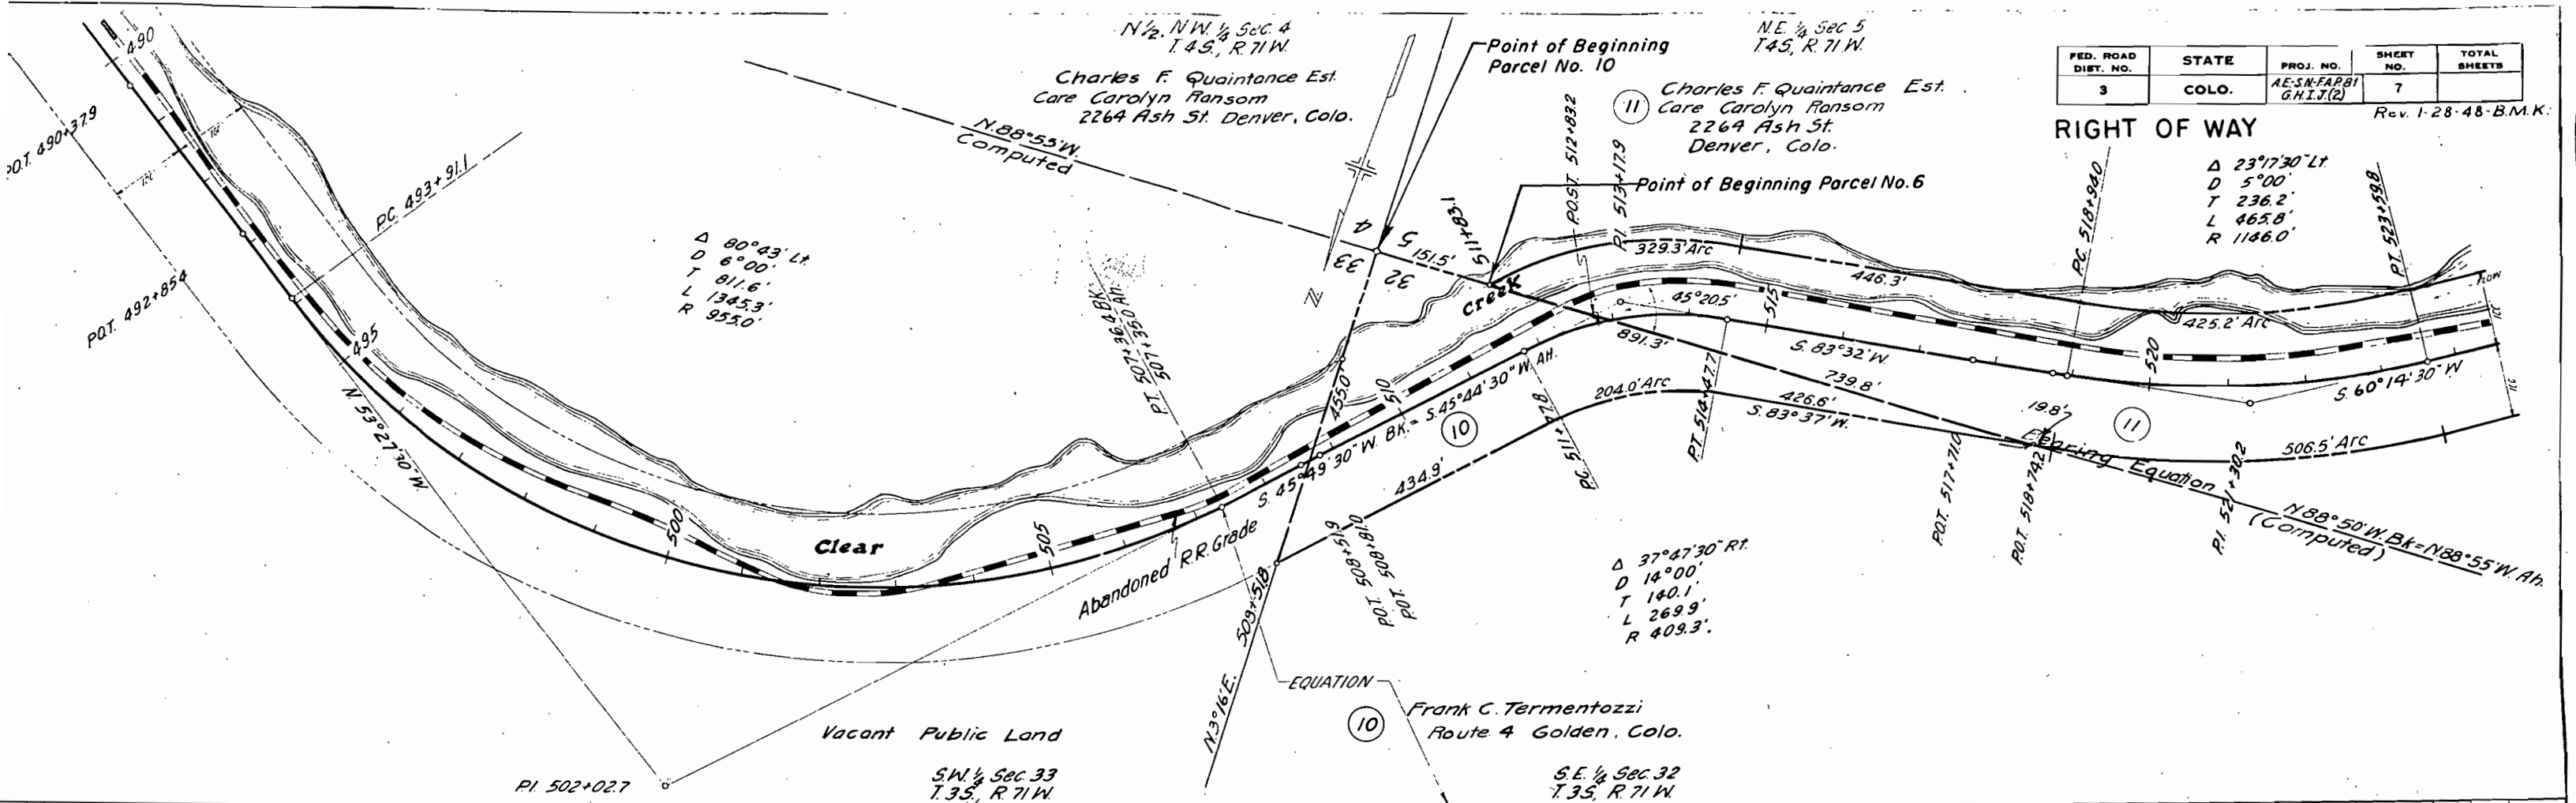 N½. N.W. ¼ Sec. 4
T. 4S., R. 71 W.
Charles F. Quaintance Est.
Care Carolyn Ransom
2264 Ash St. Denver, Colo.
N.E. ¼ Sec 5
T.4S., R. 71 W.
Point of Beginning
Parcel No. 10
11
Charles F. Quaintance Est.
Care Carolyn Ransom
2264 Ash St.
Denver, Colo.
FED. ROAD DIST. NO.
STATE
PROJ. NO.
SHEET NO.
TOTAL SHEETS
3
COLO.
7
Rev. 1-28-48-B.M.K.
RIGHT OF WAY
Δ 23°17'30" Lt
D 5°00'
T 236.2'
L 465.8'
R 1146.0'
490
P.O.T. 490+37.9
P.O.T. 492+85.4
P.C. 493+91.1
Δ 80°43' Lt.
D 6°00'
T 811.6'
L 1345.3'
R 955.0'
N.88°55'W.
Computed
4
5
33
32
N
151.5'
511+83.1
Point of Beginning Parcel No. 6
P.O.S.T. 512+83.2
P.I. 513+17.9
329.3' Arc
446.3'
P.C. 518+94.0
P.T. 523+59.8
425.2' Arc
Creek
45°20.5'
515
520
S. 83°32'W.
S. 60°14'30" W
891.3'
739.8'
204.0' Arc
426.6'
S. 83°37'W.
19.8'
11
506.5' Arc
Bearing Equation
N88°50'W. Bk=N88°55'W. Ah.
(Computed)
495
N. 53°27'30" W.
500
Clear
505
510
P.T. 507+36.4 BK.
507+35.0 Ah.
455.0'
S. 45°49'30" W. BK.= S.45°44'30" W. AH.
10
434.9'
P.C. 511+77.8
P.T. 514+47.7
P.O.T. 517+71.0
P.O.T. 518+74.2
P.I. 521+30.2
Abandoned R.R. Grade
509+51.8
P.O.T. 508+51.9
P.O.T. 508+81.0
Δ 37°47'30" Rt.
D 14°00'
T 140.1'
L 269.9'
R 409.3'
N.3°16'E.
EQUATION
10
Frank C. Termentozzi
Route 4 Golden, Colo.
Vacant Public Land
P.I. 502+02.7
S.W. ¼ Sec. 33
T. 3S., R. 71 W.
S.E. ¼ Sec. 32
T. 3S., R. 71 W.